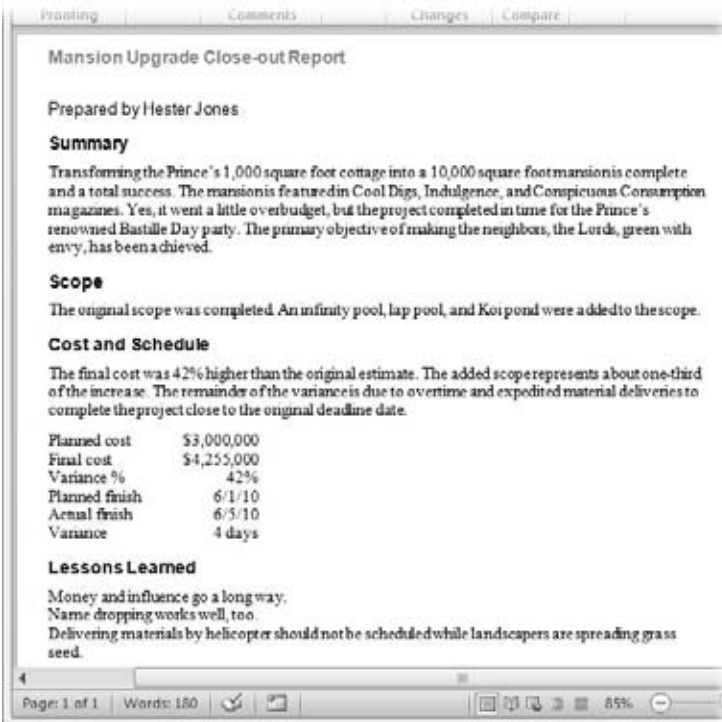 Proofing Comments Changes Compare
Mansion Upgrade Close-out Report
Prepared by Hester Jones
Summary
Transforming the Prince's 1,000 square foot cottage into a 10,000 square foot mansion is complete
and a total success. The mansion is featured in Cool Digs, Indulgence, and Conspicuous Consumption
magazines. Yes, it went a little over budget, but the project completed in time for the Prince's
renowned Bastille Day party. The primary objective of making the neighbors, the Lords, green with
envy, has been achieved.
Scope
The original scope was completed. An infinity pool, lap pool, and Koi pond were added to the scope.
Cost and Schedule
The final cost was 42% higher than the original estimate. The added scope represents about one-third
of the increase. The remainder of the variance is due to overtime and expedited material deliveries to
complete the project close to the original deadline date.
Planned cost $3,000,000
Final cost $4,255,000
Variance % 42%
Planned finish 6/1/10
Actual finish 6/5/10
Variance 4 days
Lessons Learned
Money and influence go a long way.
Name dropping works well, too.
Delivering materials by helicopter should not be scheduled while landscapers are spreading grass
seed.
Page: 1 of 1 Words: 180 85%